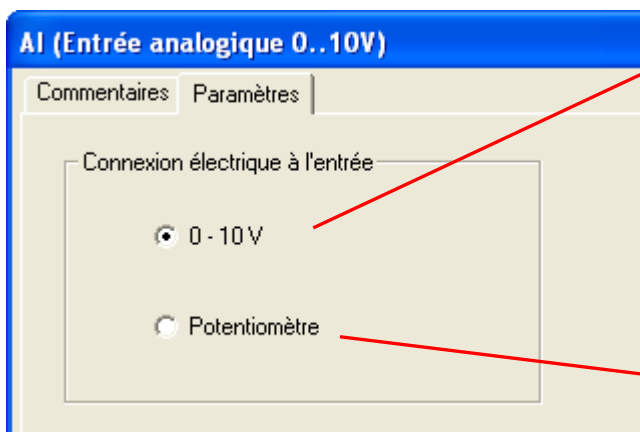 AI (Entrée analogique 0..10V)
Commentaires Paramètres
Connexion électrique à l'entrée
0 - 10 V
Potentiomètre